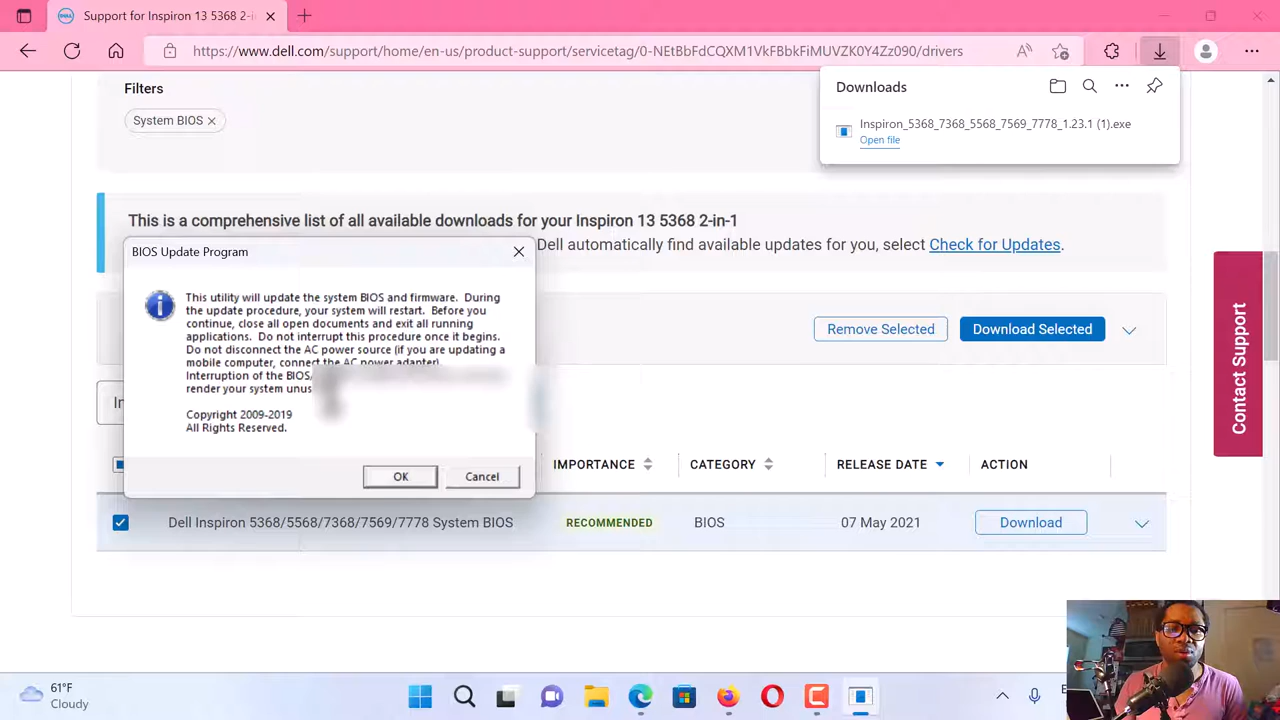 Support for Inspiron 13 5368 2-in-
https://www.dell.com/support/home/en-us/product-support/servicetag/0-NEtBbFdCQXM1VkFBbkFiMUVZK0Y4Zz090/drivers
Filters
System BIOS
Downloads
Inspiron_5368_7368_5568_7569_7778_1.23.1 (1).exe
Open file
This is a comprehensive list of all available downloads for your Inspiron 13 5368 2-in-1
Dell automatically find available updates for you, select Check for Updates.
BIOS Update Program
This utility will update the system BIOS and firmware. During
the update procedure, your system will restart. Before you
continue, close all open documents and exit all running
applications. Do not interrupt this procedure once it begins.
Do not disconnect the AC power source (if you are updating a
mobile computer, connect the AC power adapter).
Interruption of the BIOS/
render your system
Copyright 2009-2019
All Rights Reserved.
OK
Cancel
Remove Selected
Download Selected
Contact Support
IMPORTANCE
CATEGORY
RELEASE DATE
ACTION
Dell Inspiron 5368/5568/7368/7569/7778 System BIOS
RECOMMENDED
BIOS
07 May 2021
Download
61°F
Cloudy